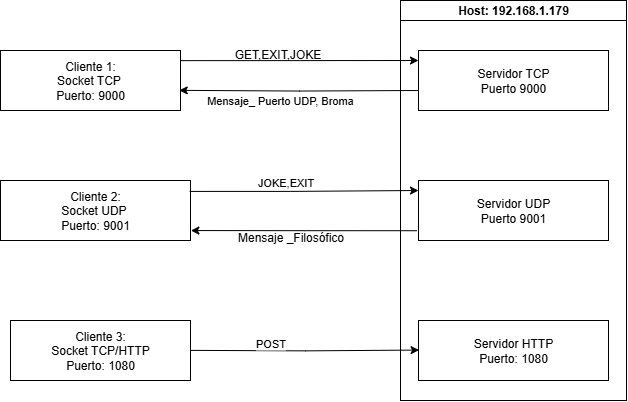 Host: 192.168.1.179
Cliente 1:
Socket TCP
Puerto: 9000
GET,EXIT,JOKE
Mensaje_ Puerto UDP, Broma
Servidor TCP
Puerto 9000
Cliente 2:
Socket UDP
Puerto: 9001
JOKE,EXIT
Mensaje _Filosófico
Servidor UDP
Puerto 9001
Cliente 3:
Socket TCP/HTTP
Puerto: 1080
POST
Servidor HTTP
Puerto: 1080